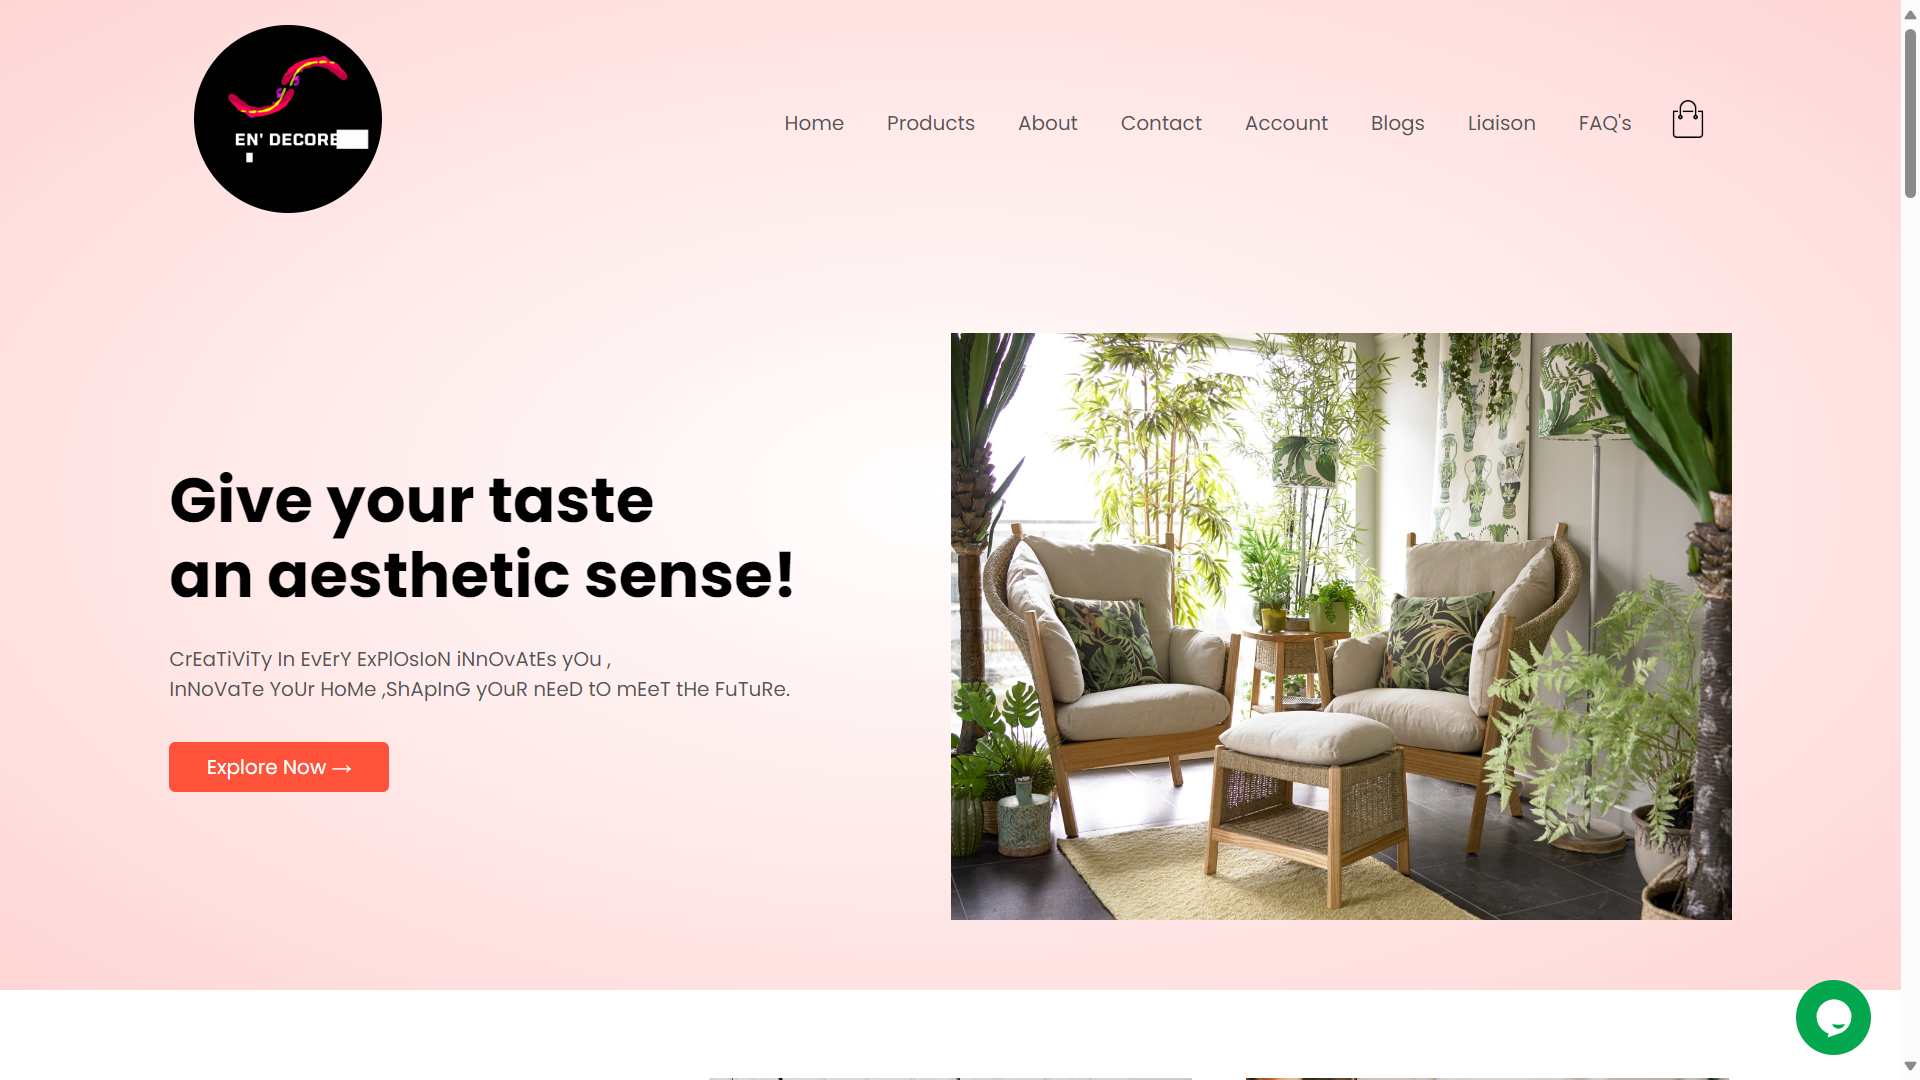 EN' DECORE
Home Products About Contact Account Blogs Liaison FAQ's
Give your taste
an aesthetic sense!
CrEaTiViTy In EvErY ExPlOsIoN iNnOvAtEs yOu ,
InNoVaTe YoUr HoMe ,ShApInG yOuR nEeD tO mEeT tHe FuTuRe.
Explore Now →